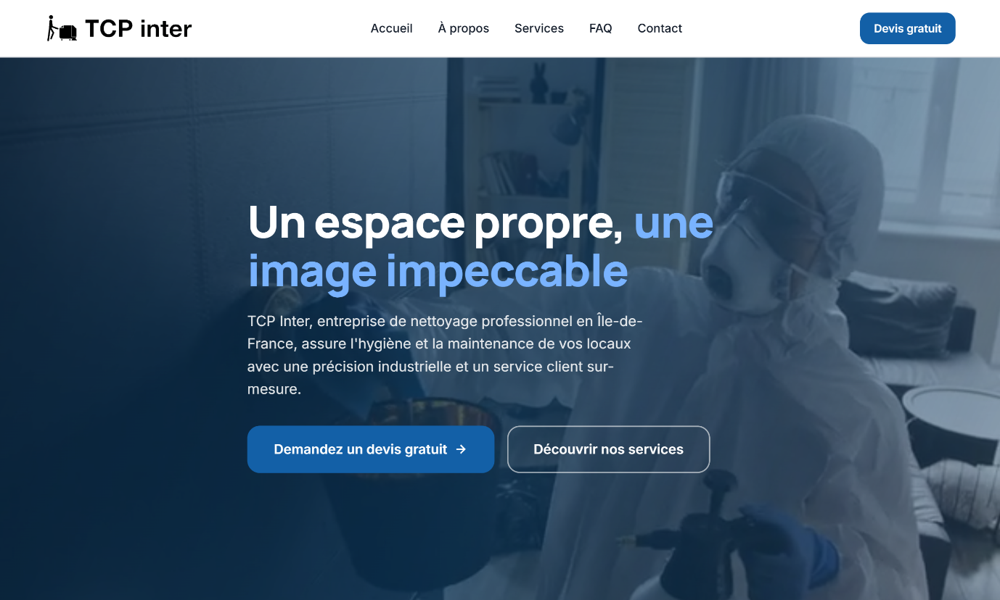 TCP inter
Accueil
À propos
Services
FAQ
Contact
Devis gratuit
Un espace propre, une
image impeccable
TCP Inter, entreprise de nettoyage professionnel en Île-de-
France, assure l'hygiène et la maintenance de vos locaux
avec une précision industrielle et un service client sur-
mesure.
Demandez un devis gratuit →
Découvrir nos services